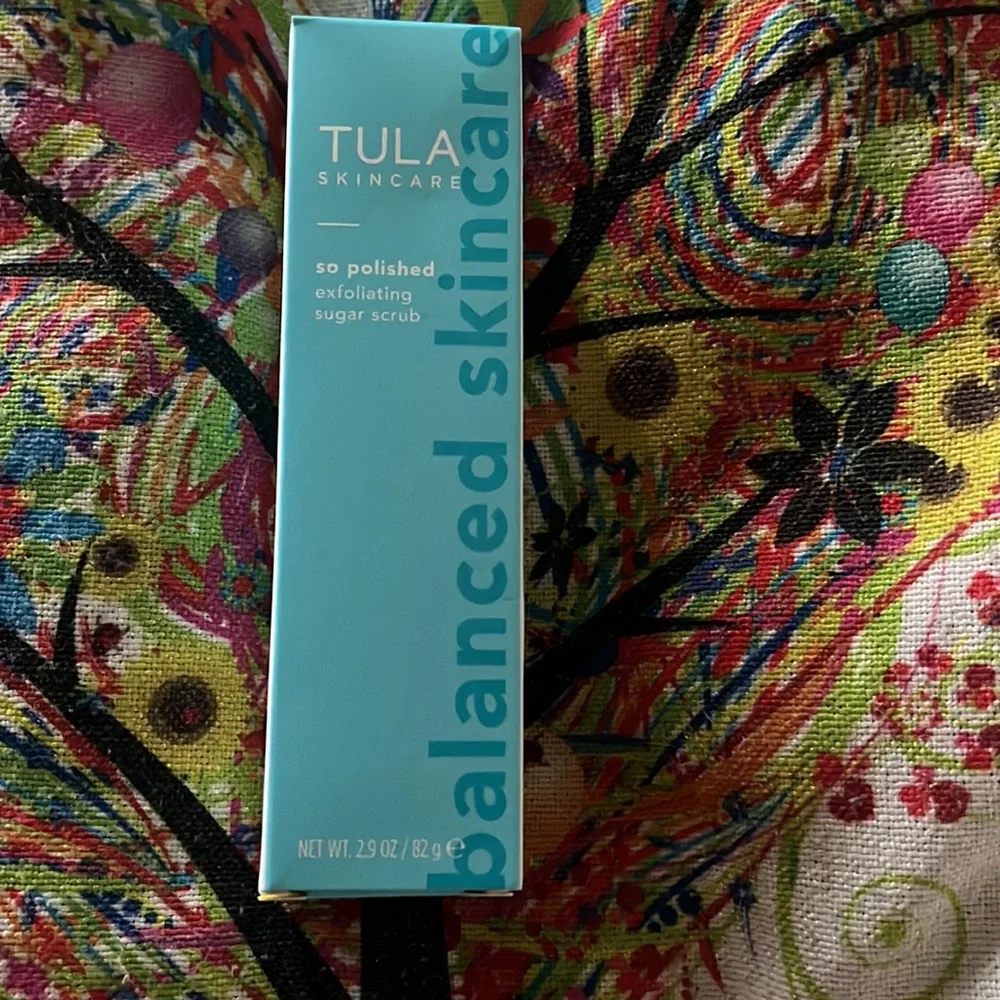 TULA
SKINCARE
so polished
exfoliating
sugar scrub
balanced skincare
NET WT. 2.9 OZ / 82 g ℮